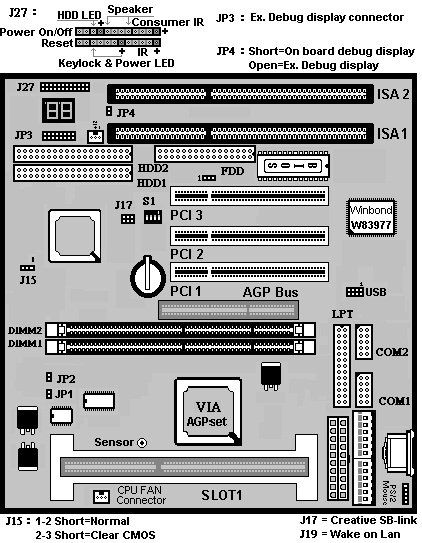 J27 :
HDD LED
Speaker
Consumer IR
Power On/Off
Reset
Keylock & Power LED
IR
JP3 : Ex. Debug display connector
JP4 : Short=On board debug display
Open=Ex. Debug display
J27
ISA 2
JP4
JP3
ISA1
HDD2
HDD1
FDD
BIOS
1
J17
S1
PCI 3
Winbond
W83977
PCI 2
J15
PCI 1
AGP Bus
USB
LPT
DIMM2
DIMM1
COM2
JP2
JP1
VIA
AGPset
COM1
Sensor
PS/2
Mouse
CPU FAN
Connector
SLOT1
J15 : 1-2 Short=Normal
2-3 Short=Clear CMOS
J17 = Creative SB-link
J19 = Wake on Lan